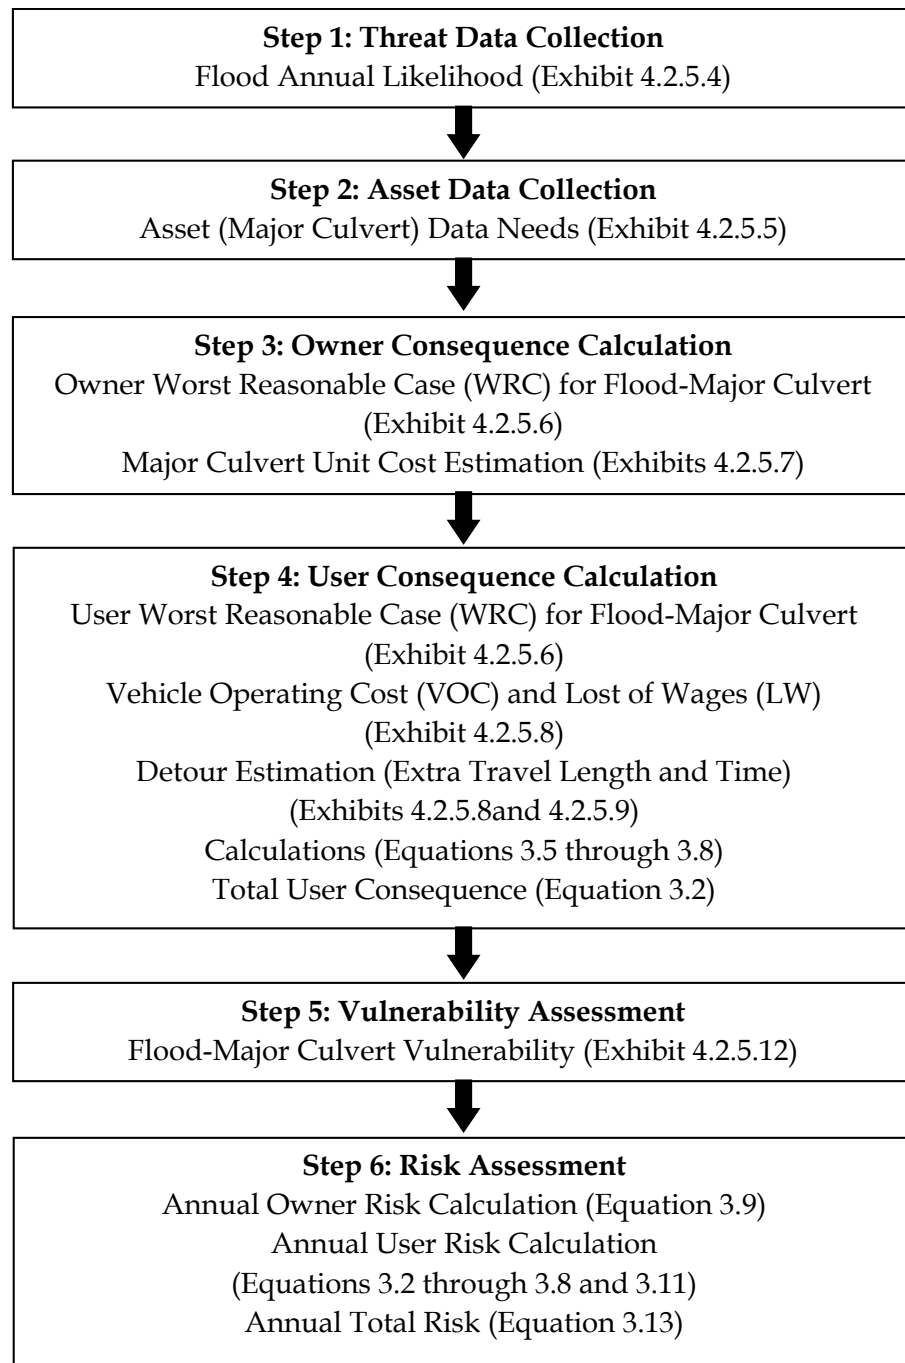 Step 1: Threat Data Collection
Flood Annual Likelihood (Exhibit 4.2.5.4)
Step 2: Asset Data Collection
Asset (Major Culvert) Data Needs (Exhibit 4.2.5.5)
Step 3: Owner Consequence Calculation
Owner Worst Reasonable Case (WRC) for Flood-Major Culvert
(Exhibit 4.2.5.6)
Major Culvert Unit Cost Estimation (Exhibits 4.2.5.7)
Step 4: User Consequence Calculation
User Worst Reasonable Case (WRC) for Flood-Major Culvert
(Exhibit 4.2.5.6)
Vehicle Operating Cost (VOC) and Lost of Wages (LW)
(Exhibit 4.2.5.8)
Detour Estimation (Extra Travel Length and Time)
(Exhibits 4.2.5.8and 4.2.5.9)
Calculations (Equations 3.5 through 3.8)
Total User Consequence (Equation 3.2)
Step 5: Vulnerability Assessment
Flood-Major Culvert Vulnerability (Exhibit 4.2.5.12)
Step 6: Risk Assessment
Annual Owner Risk Calculation (Equation 3.9)
Annual User Risk Calculation
(Equations 3.2 through 3.8 and 3.11)
Annual Total Risk (Equation 3.13)